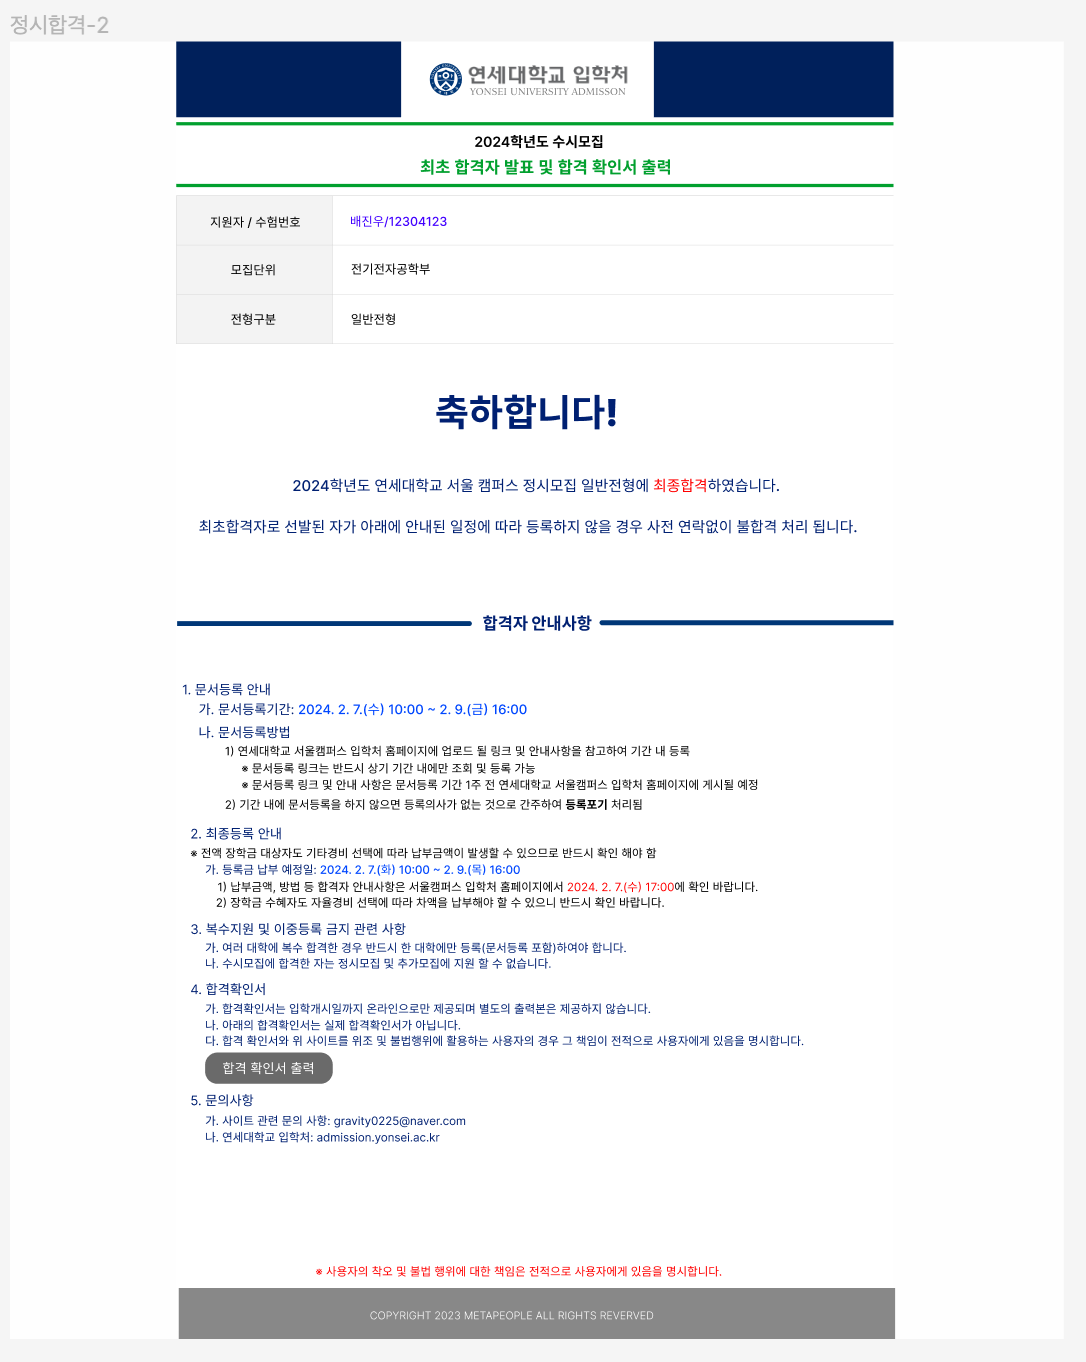 정시합격-2
연세대학교 입학처
YONSEI UNIVERSITY ADMISSON
2024학년도 수시모집
최초 합격자 발표 및 합격 확인서 출력
지원자 / 수험번호
배진우/12304123
모집단위
전기전자공학부
전형구분
일반전형
축하합니다!
2024학년도 연세대학교 서울 캠퍼스 정시모집 일반전형에 최종합격하였습니다.
최초합격자로 선발된 자가 아래에 안내된 일정에 따라 등록하지 않을 경우 사전 연락없이 불합격 처리 됩니다.
합격자 안내사항
1. 문서등록 안내
가. 문서등록기간: 2024. 2. 7.(수) 10:00 ~ 2. 9.(금) 16:00
나. 문서등록방법
1) 연세대학교 서울캠퍼스 입학처 홈페이지에 업로드 될 링크 및 안내사항을 참고하여 기간 내 등록
※ 문서등록 링크는 반드시 상기 기간 내에만 조회 및 등록 가능
※ 문서등록 링크 및 안내 사항은 문서등록 기간 1주 전 연세대학교 서울캠퍼스 입학처 홈페이지에 게시될 예정
2) 기간 내에 문서등록을 하지 않으면 등록의사가 없는 것으로 간주하여 등록포기 처리됨
2. 최종등록 안내
※ 전액 장학금 대상자도 기타경비 선택에 따라 납부금액이 발생할 수 있으므로 반드시 확인 해야 함
가. 등록금 납부 예정일: 2024. 2. 7.(화) 10:00 ~ 2. 9.(목) 16:00
1) 납부금액, 방법 등 합격자 안내사항은 서울캠퍼스 입학처 홈페이지에서 2024. 2. 7.(수) 17:00에 확인 바랍니다.
2) 장학금 수혜자도 자율경비 선택에 따라 차액을 납부해야 할 수 있으니 반드시 확인 바랍니다.
3. 복수지원 및 이중등록 금지 관련 사항
가. 여러 대학에 복수 합격한 경우 반드시 한 대학에만 등록(문서등록 포함)하여야 합니다.
나. 수시모집에 합격한 자는 정시모집 및 추가모집에 지원 할 수 없습니다.
4. 합격확인서
가. 합격확인서는 입학개시일까지 온라인으로만 제공되며 별도의 출력본은 제공하지 않습니다.
나. 아래의 합격확인서는 실제 합격확인서가 아닙니다.
다. 합격 확인서와 위 사이트를 위조 및 불법행위에 활용하는 사용자의 경우 그 책임이 전적으로 사용자에게 있음을 명시합니다.
합격 확인서 출력
5. 문의사항
가. 사이트 관련 문의 사항: gravity0225@naver.com
나. 연세대학교 입학처: admission.yonsei.ac.kr
※ 사용자의 착오 및 불법 행위에 대한 책임은 전적으로 사용자에게 있음을 명시합니다.
COPYRIGHT 2023 METAPEOPLE ALL RIGHTS REVERVED